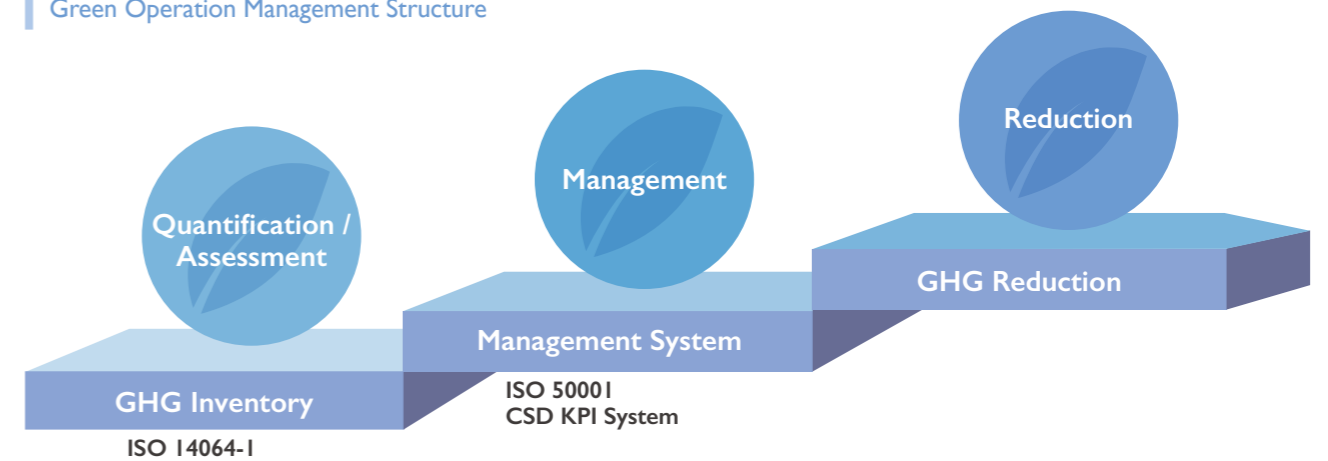 Green Operation Management Structure
Quantification /
Assessment
GHG Inventory
ISO 14064-1
Management
Management System
ISO 50001
CSD KPI System
Reduction
GHG Reduction